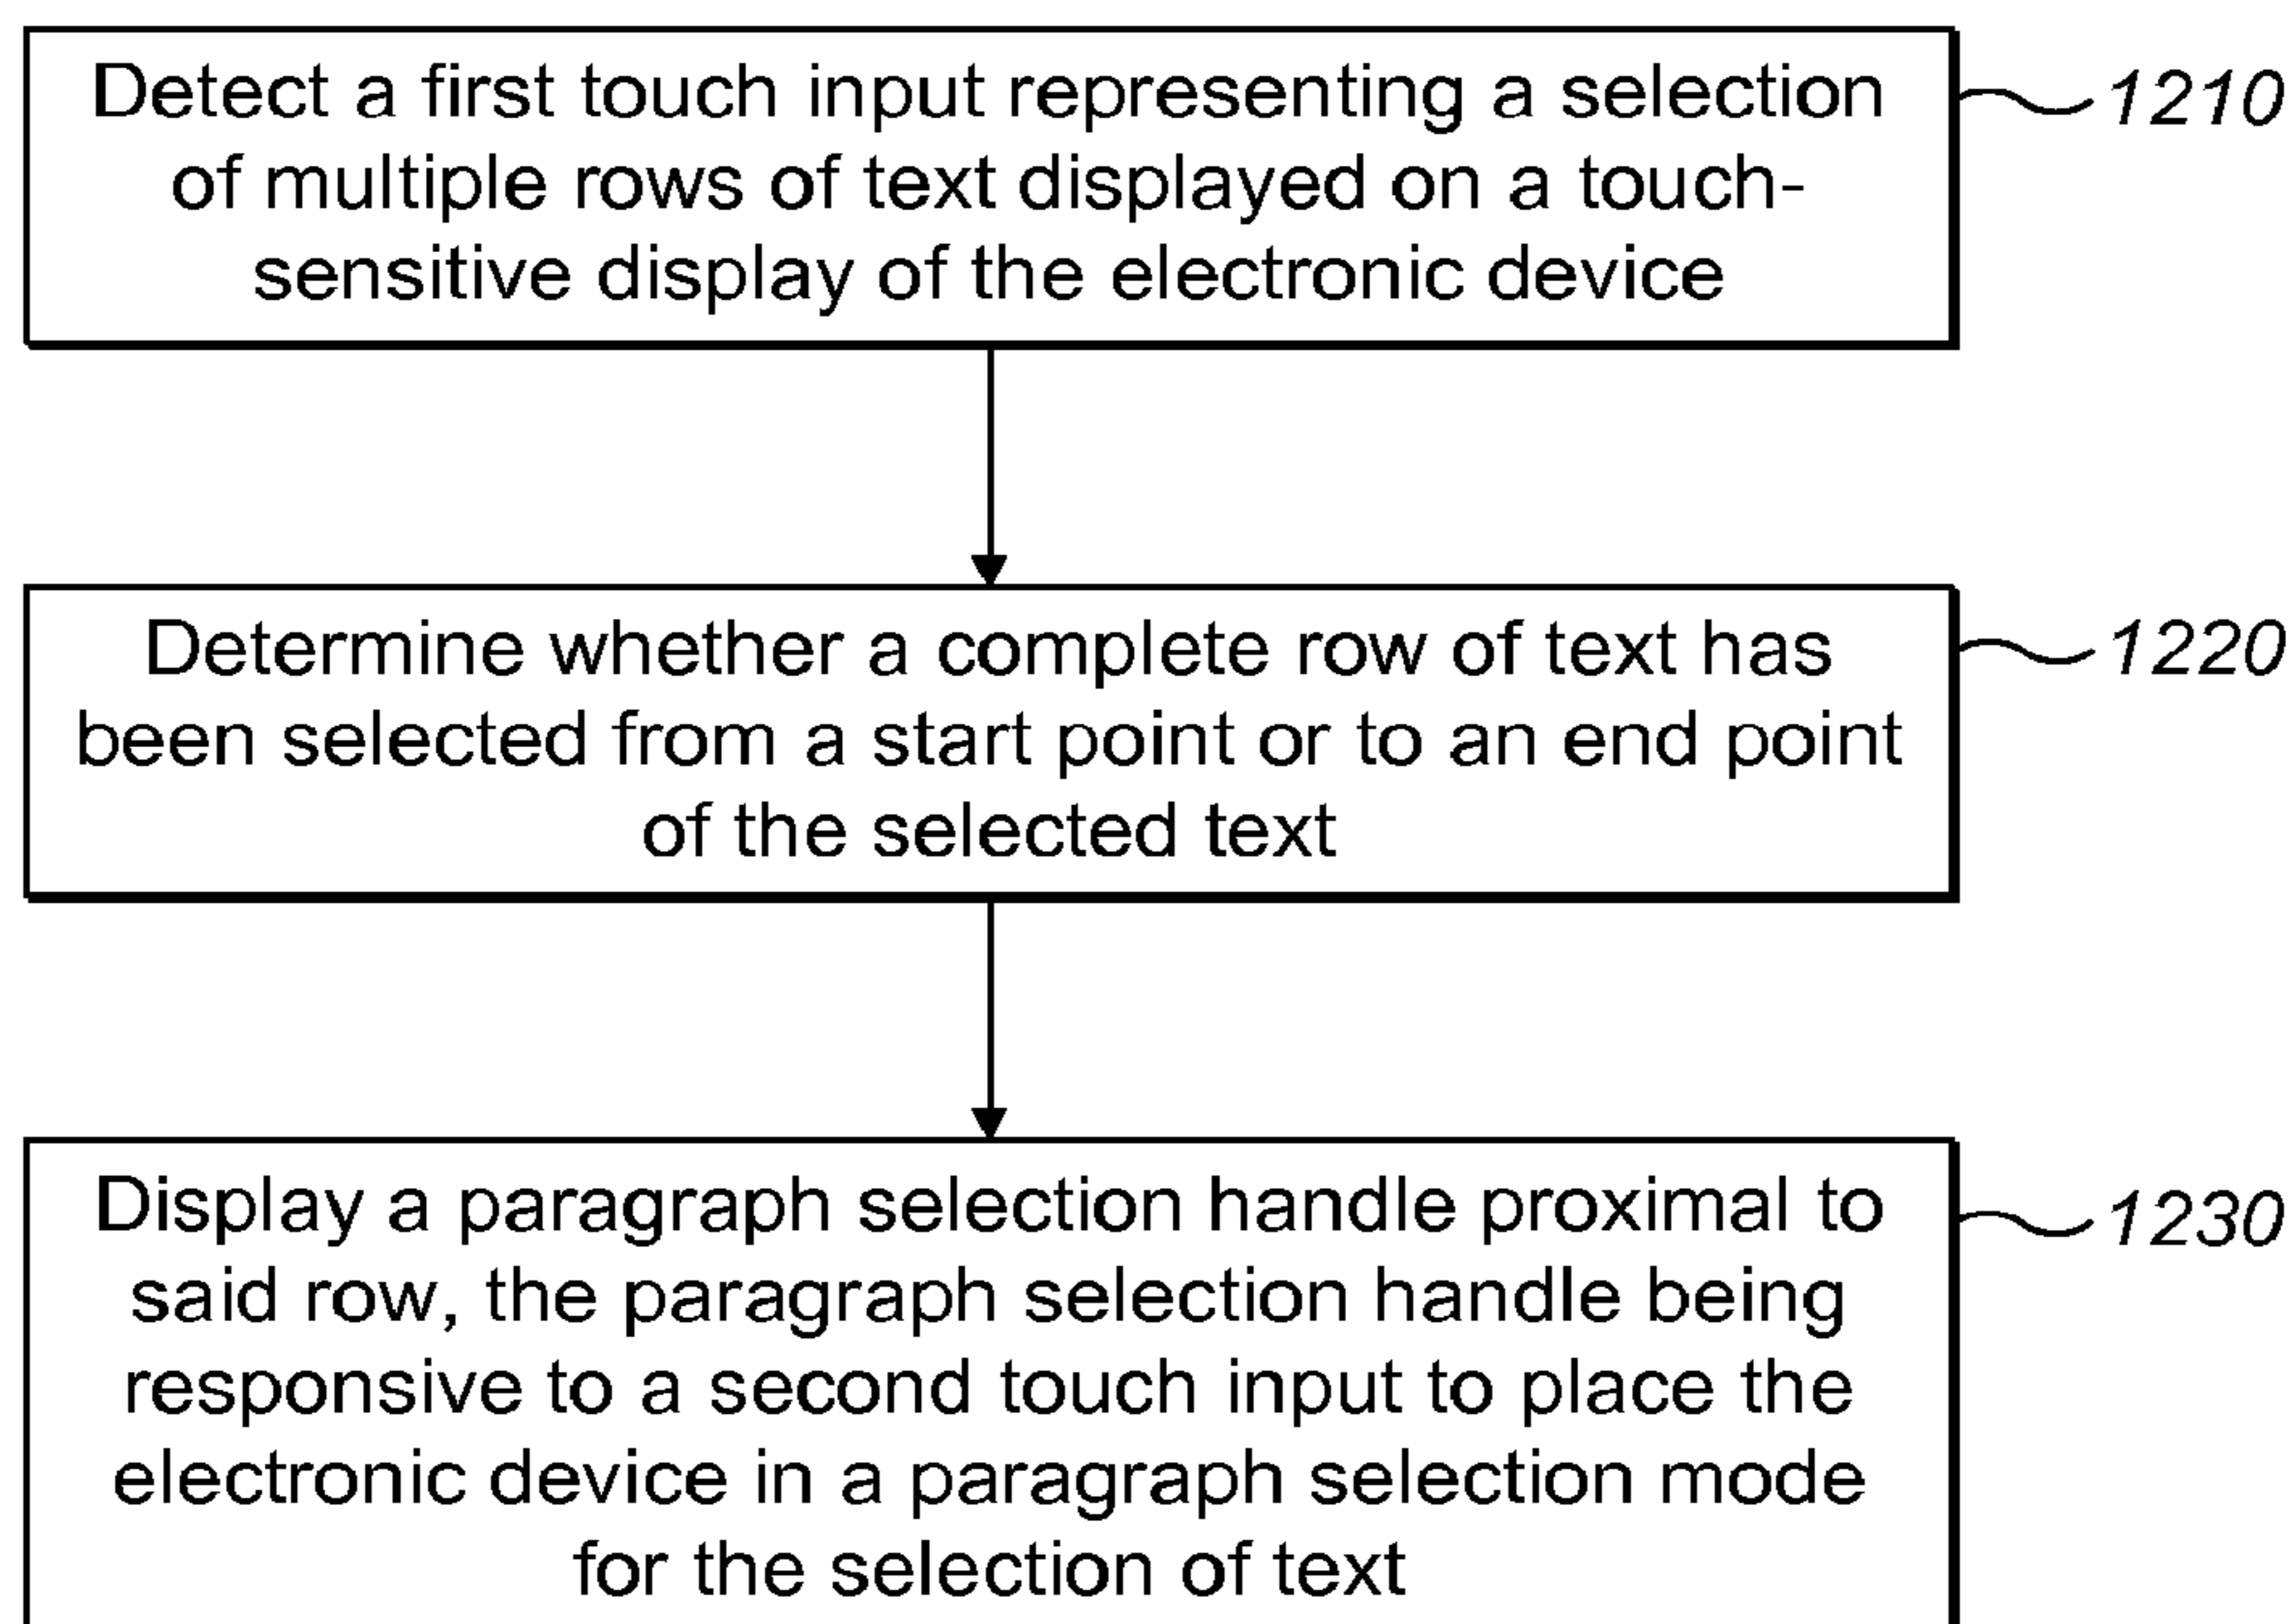 Detect a first touch input representing a selection
1210
of multiple rows of text displayed on a touch-
sensitive display of the electronic device
Determine whether a complete row of text has
1220
been selected from a start point or to an end point
of the selected text
Display a paragraph selection handle proximal to
1230
said row, the paragraph selection handle being
responsive to a second touch input to place the
electronic device in a paragraph selection mode
for the selection of text